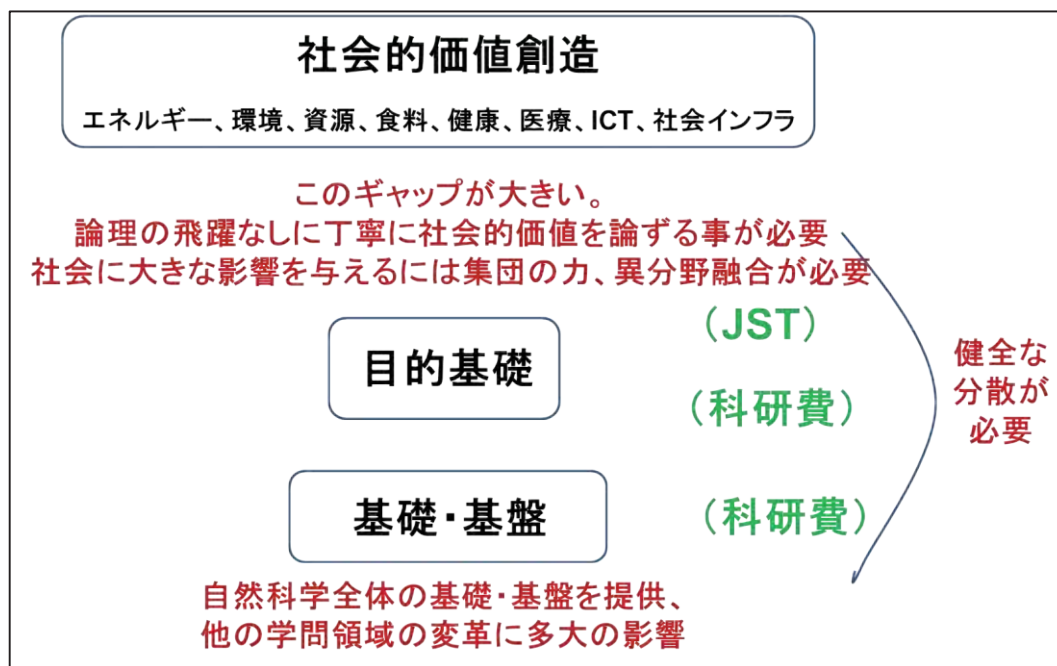 社会的価値創造
エネルギー、環境、資源、食料、健康、医療、ICT、社会インフラ
このギャップが大きい。
論理の飛躍なしに丁寧に社会的価値を論ずる事が必要
社会に大きな影響を与えるには集団の力、異分野融合が必要
（JST）
目的基礎
（科研費）
健全な
分散が
必要
基礎・基盤
（科研費）
自然科学全体の基礎・基盤を提供、
他の学問領域の変革に多大の影響